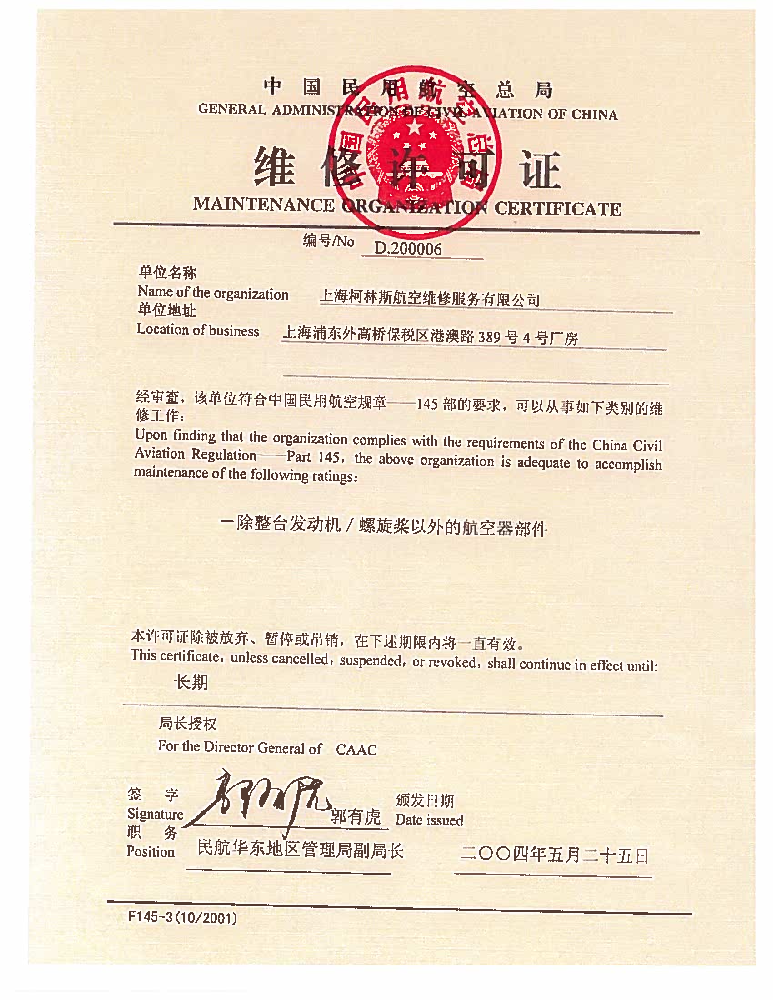 中国民用航空总局
GENERAL ADMINISTRATION OF CIVIL AVIATION OF CHINA
维修许可证
MAINTENANCE ORGANIZATION CERTIFICATE
编号/No D.200006
单位名称
Name of the organization 上海柯林斯航空维修服务有限公司
单位地址
Location of business 上海浦东外高桥保税区港澳路 389 号 4 号厂房
经审查，该单位符合中国民用航空规章——145 部的要求，可以从事如下类别的维
修工作：
Upon finding that the organization complies with the requirements of the China Civil
Aviation Regulation——Part 145, the above organization is adequate to accomplish
maintenance of the following ratings:
－除整台发动机 / 螺旋桨以外的航空器部件
本许可证除被放弃、暂停或吊销，在下述期限内将一直有效。
This certificate, unless cancelled, suspended, or revoked, shall continue in effect until:
长期
局长授权
For the Director General of CAAC
签 字
Signature 郭有虎
颁发日期
Date issued
职 务
Position 民航华东地区管理局副局长
二〇〇四年五月二十五日
F145-3(10/2001)